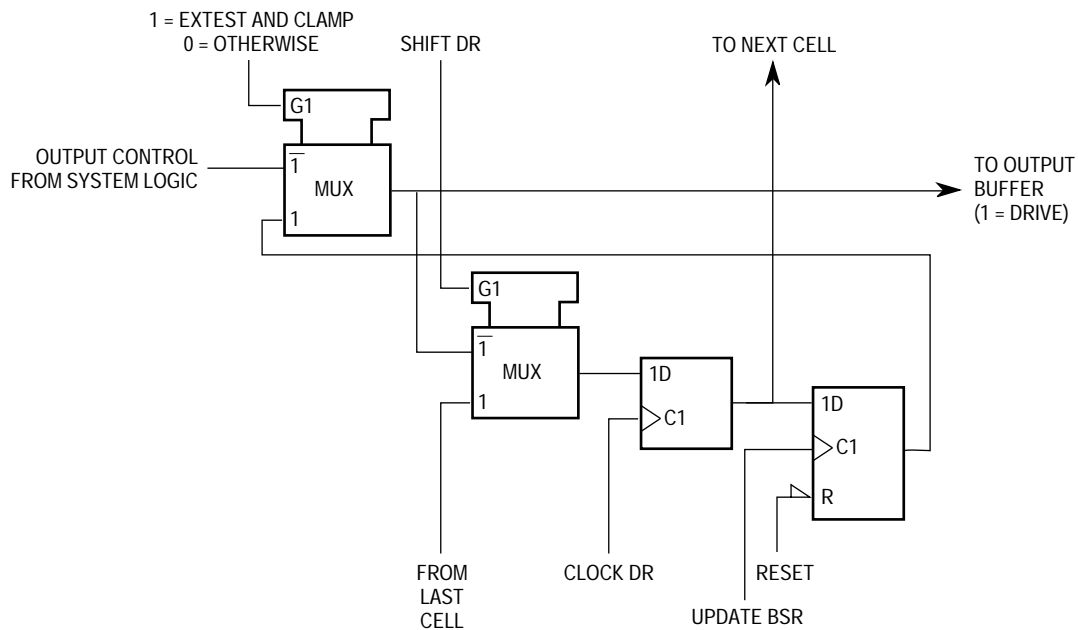 1 = EXTEST AND CLAMP
0 = OTHERWISE
SHIFT DR
TO NEXT CELL
G1
OUTPUT CONTROL
FROM SYSTEM LOGIC
1
MUX
1
TO OUTPUT
BUFFER
(1 = DRIVE)
G1
1
MUX
1
1D
C1
1D
C1
R
FROM
LAST
CELL
CLOCK DR
RESET
UPDATE BSR